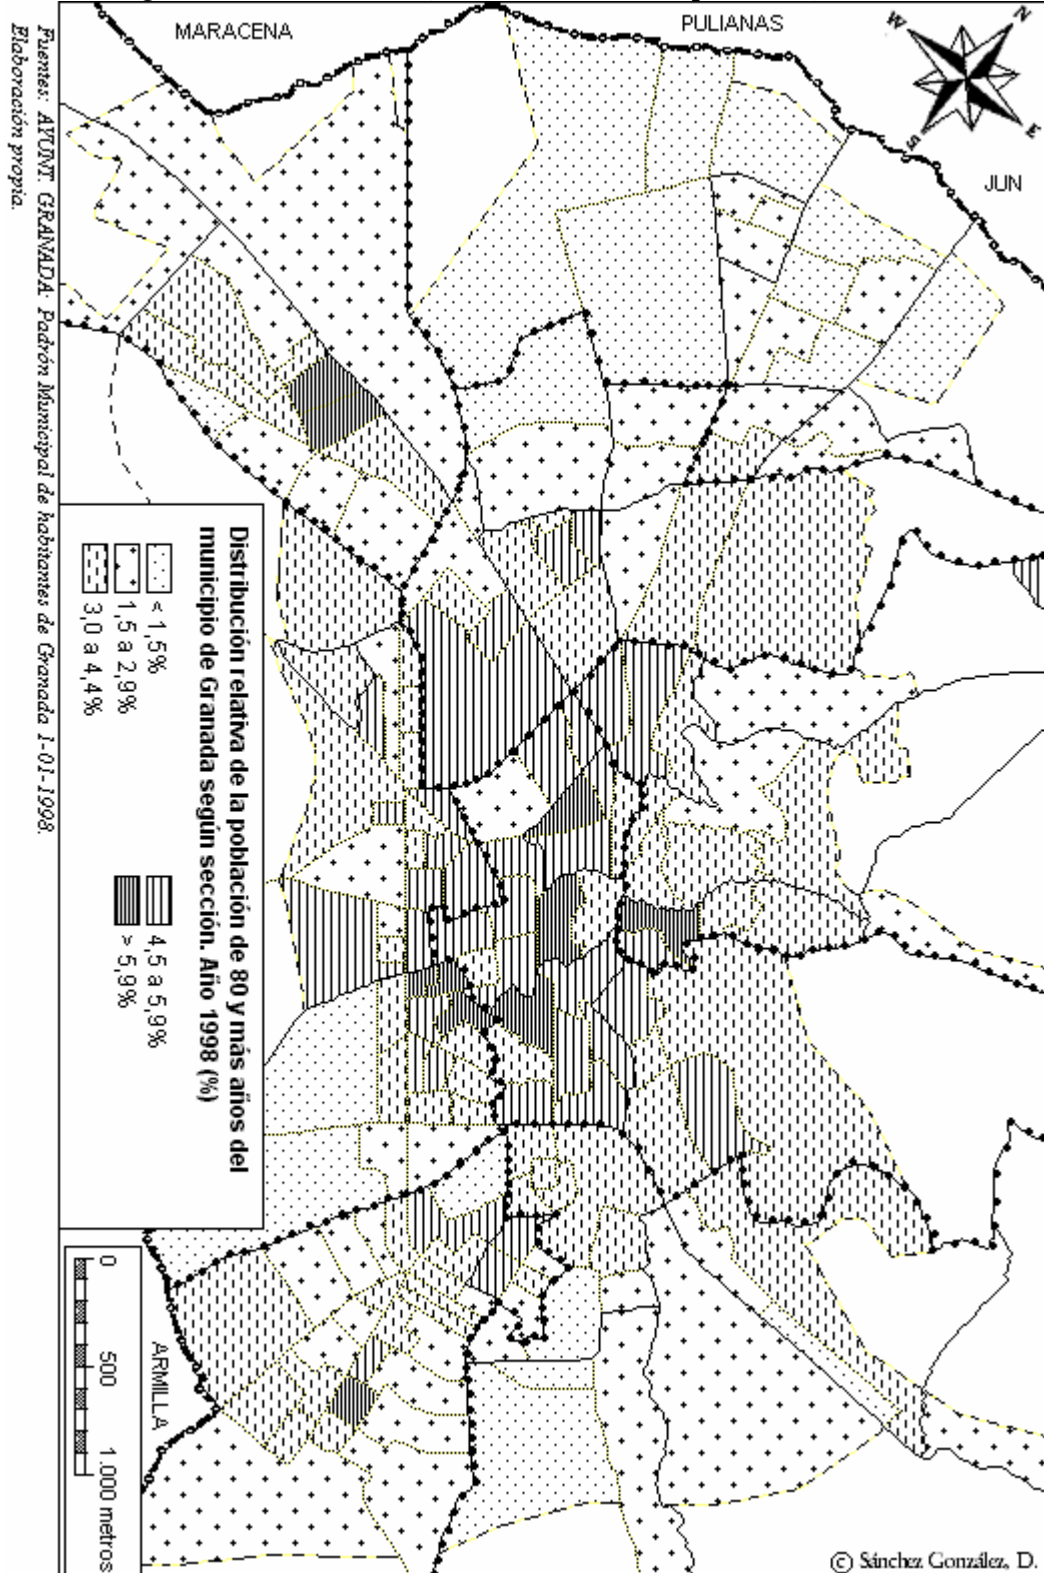 MARACENA
PULIANAS
JUN
N
W
E
S
Distribución relativa de la población de 80 y más años del
municipio de Granada según sección. Año 1998 (%)
< 1,5%
1,5 a 2,9%
3,0 a 4,4%
4,5 a 5,9%
> 5,9%
ARMILLA
0 500 1.000 metros
Fuentes: AYUNT. GRANADA: Padrón Municipal de habitantes de Granada 1-01-1998.
Elaboración propia.
© Sánchez González, D.